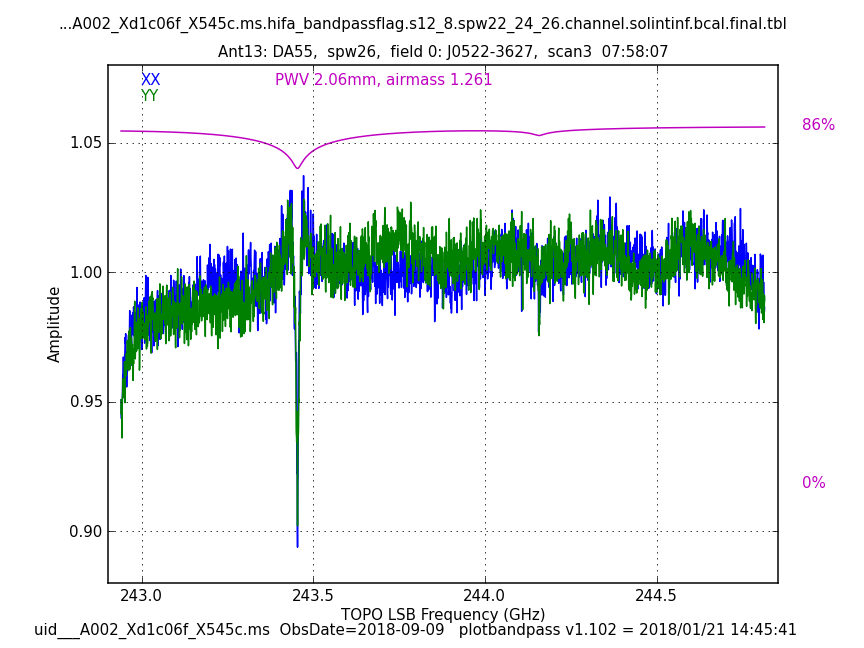 ...A002_Xd1c06f_X545c.ms.hifa_bandpassflag.s12_8.spw22_24_26.channel.solintinf.bcal.final.tbl
Ant13: DA55, spw26, field 0: J0522-3627, scan3 07:58:07
XX PWV 2.06mm, airmass 1.261
YY
86%
1.05
1.00
Amplitude
0.95
0%
0.90
243.0 243.5 244.0 244.5
TOPO LSB Frequency (GHz)
uid___A002_Xd1c06f_X545c.ms ObsDate=2018-09-09 plotbandpass v1.102 = 2018/01/21 14:45:41